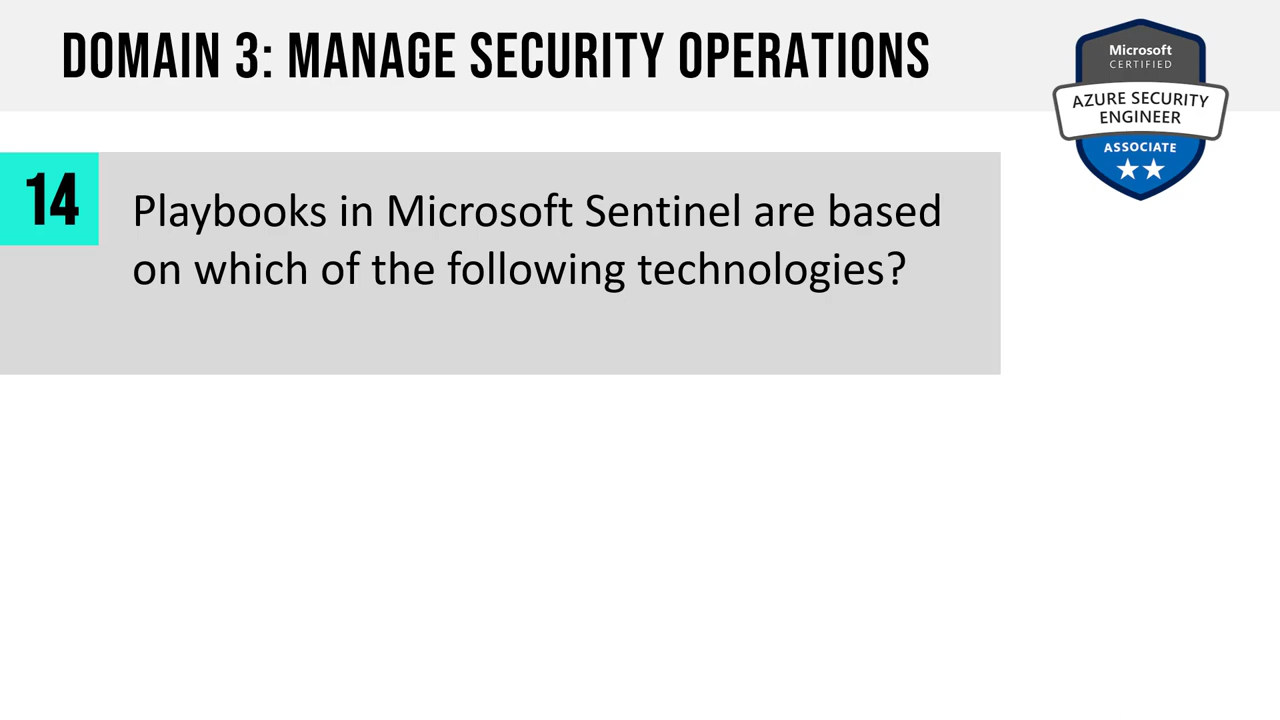 DOMAIN 3: MANAGE SECURITY OPERATIONS
Microsoft
CERTIFIED
AZURE SECURITY
ENGINEER
ASSOCIATE
14
Playbooks in Microsoft Sentinel are based
on which of the following technologies?